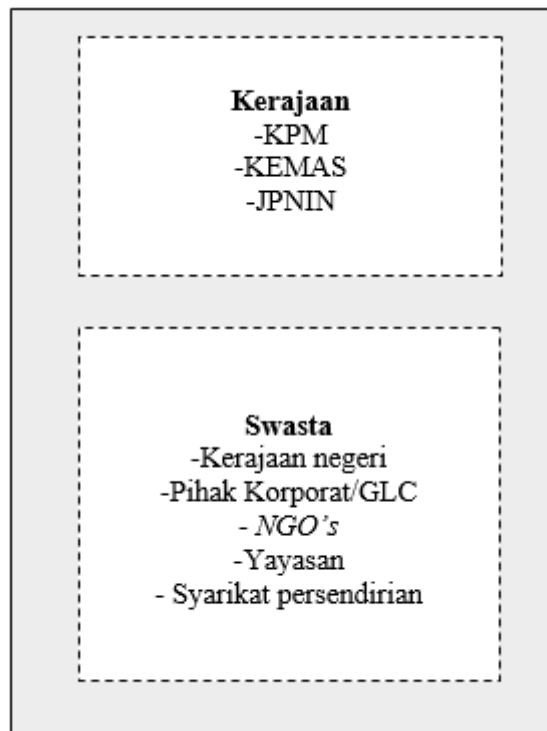 Kerajaan
-KPM
-KEMAS
-JPNIN
Swasta
-Kerajaan negeri
-Pihak Korporat/GLC
- NGO's
-Yayasan
- Syarikat persendirian